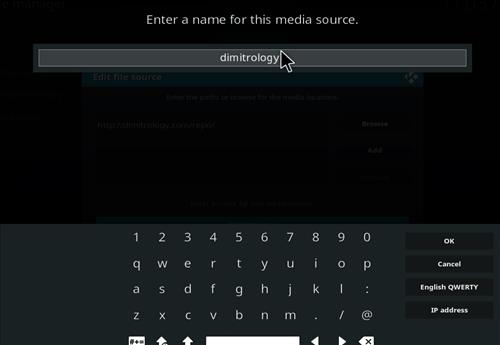 e manager
Enter a name for this media source.
dimitrology
Edit file source
Enter the paths or browse for the media locations.
http://dimitrology.com/repo/
Browse
Add
1 2 3 4 5 6 7 8 9 0
q w e r t y u i o p
a s d f g h j k l :
z x c v b n m . / @
#+=
OK
Cancel
English QWERTY
IP address